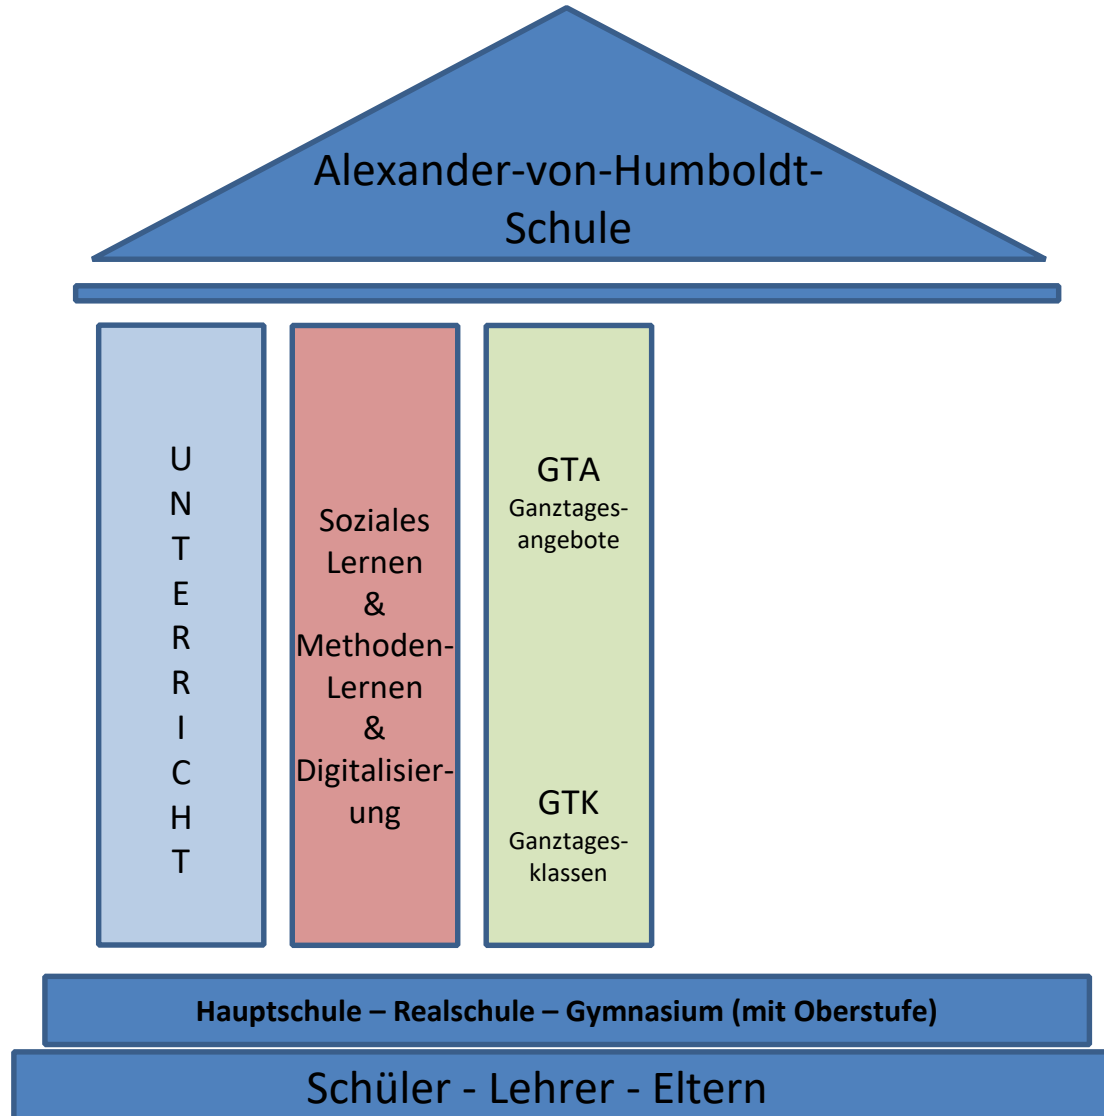 Alexander-von-Humboldt-
Schule
U
N
T
E
R
R
I
C
H
T
Soziales
Lernen
&
Methoden-
Lernen
&
Digitalisier-
ung
GTA
Ganztages-
angebote
GTK
Ganztages-
klassen
Hauptschule – Realschule – Gymnasium (mit Oberstufe)
Schüler - Lehrer - Eltern